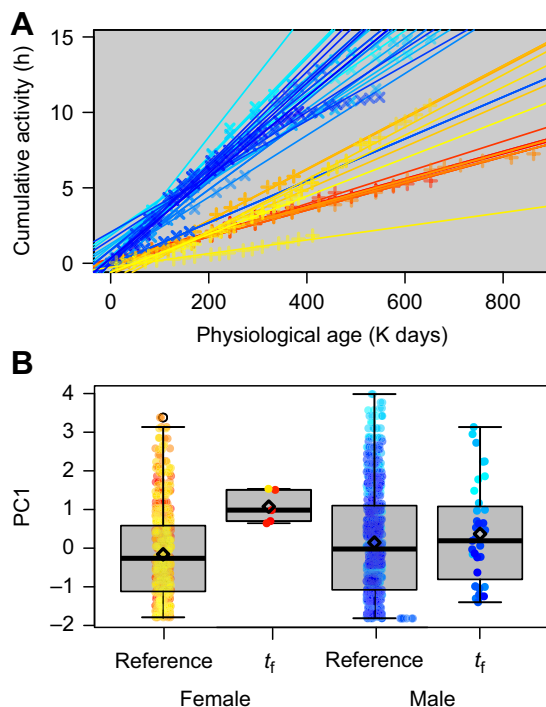 A
Cumulative activity (h)
15
10
5
0
0 200 400 600 800
Physiological age (K days)
B
PC1
4
3
2
1
0
–1
–2
Reference tf Reference tf
Female Male